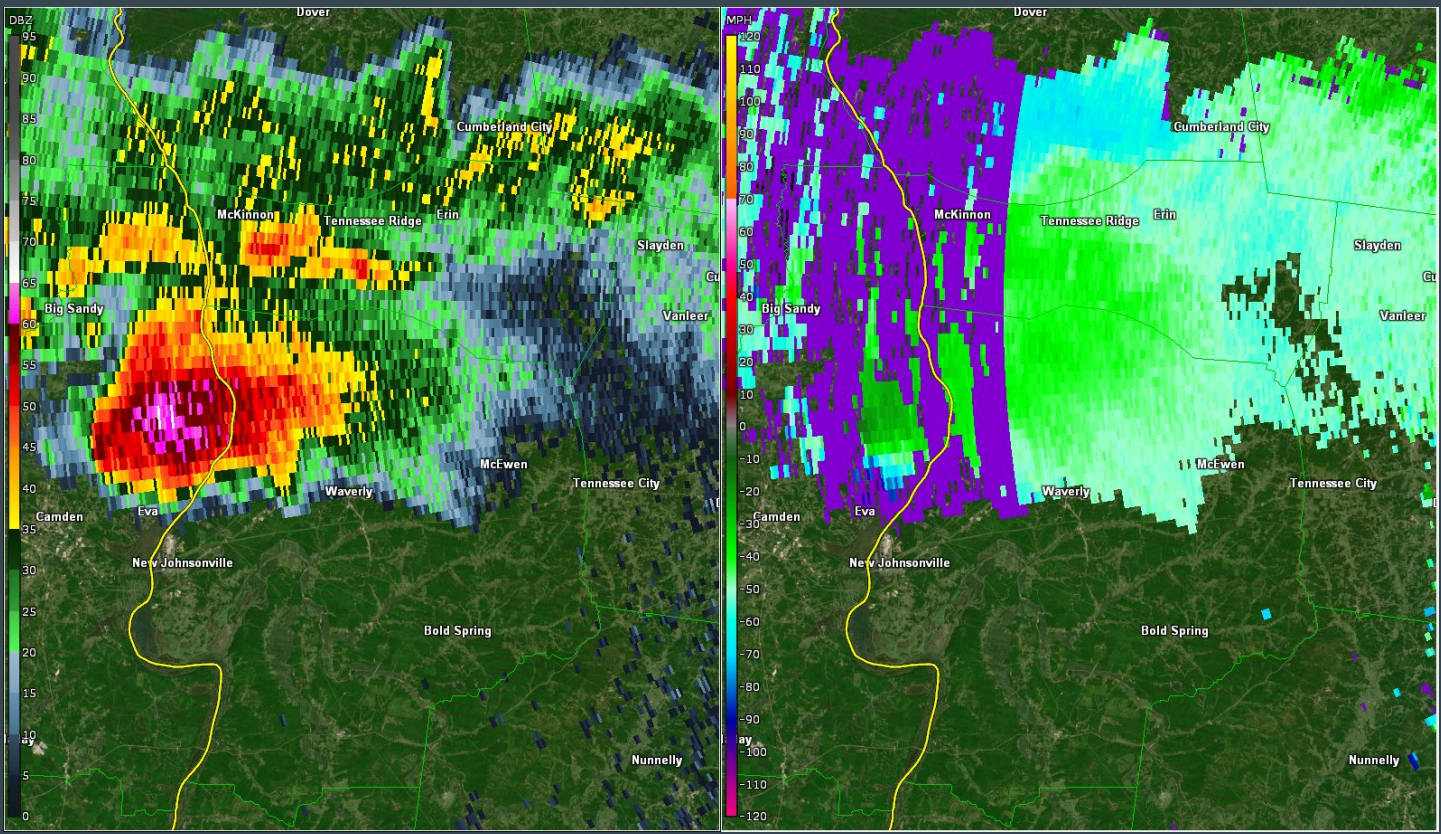 Dover
DBZ
95
90
Cumberland City
85
80
75
McKinnon
Tennessee Ridge
Erin
70
Slayden
65
Big Sandy
Vanleer
60
55
50
45
McEwen
Tennessee City
Waverly
40
Eva
Camden
35
New Johnsonville
30
25
Bold Spring
20
15
10
Nunnelly
5
0
Dover
MPH
120
110
100
Cumberland City
90
80
McKinnon
Tennessee Ridge
Erin
70
60
Slayden
50
40
Big Sandy
Vanleer
30
20
10
0
McEwen
-10
Tennessee City
Waverly
-20
Eva
Camden
-30
New Johnsonville
-40
-50
-60
Bold Spring
-70
-80
-90
-100
Nunnelly
-110
-120